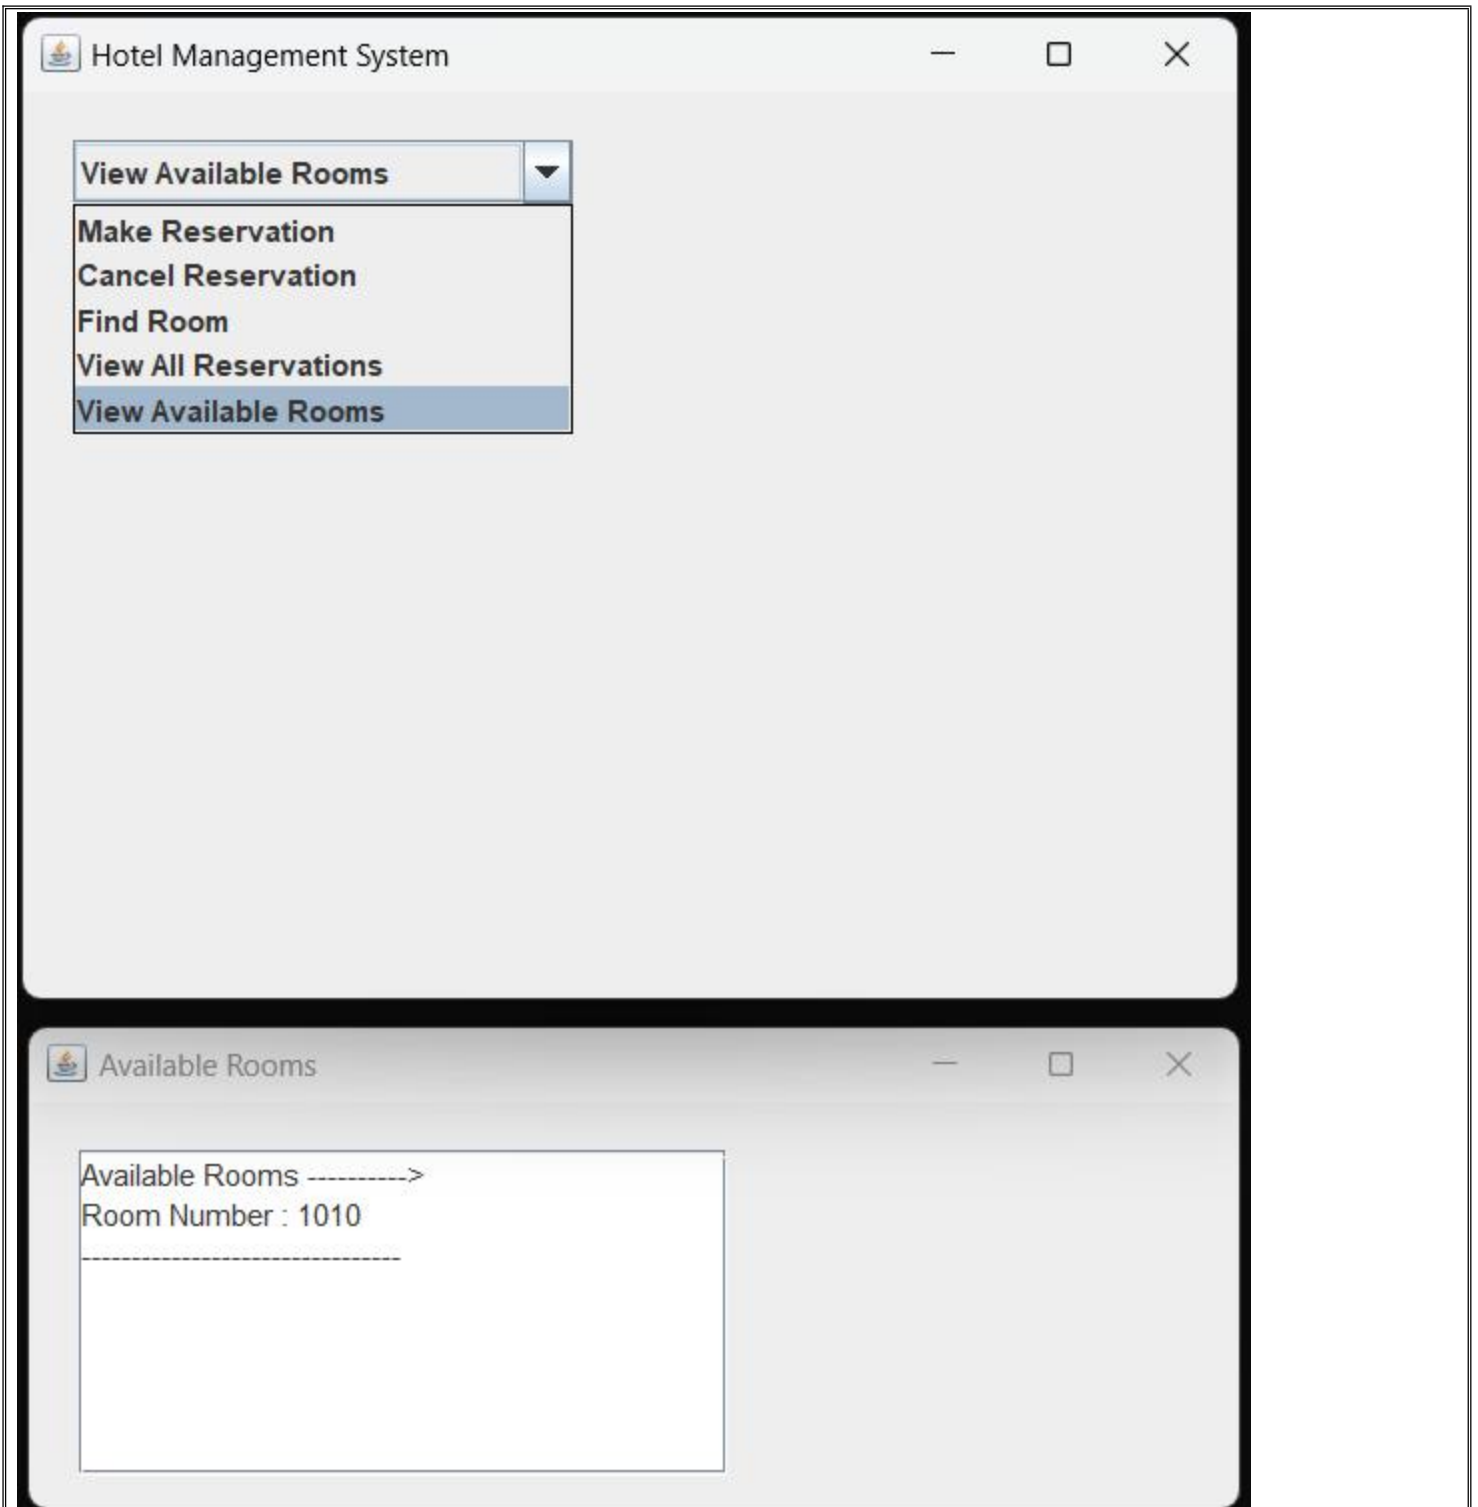 Hotel Management System
View Available Rooms
Make Reservation
Cancel Reservation
Find Room
View All Reservations
View Available Rooms
Available Rooms
Available Rooms ---------->
Room Number : 1010
--------------------------------